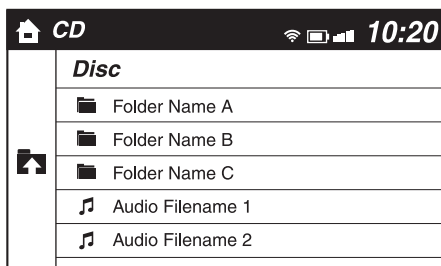 CD 10:20
Disc
Folder Name A
Folder Name B
Folder Name C
Audio Filename 1
Audio Filename 2